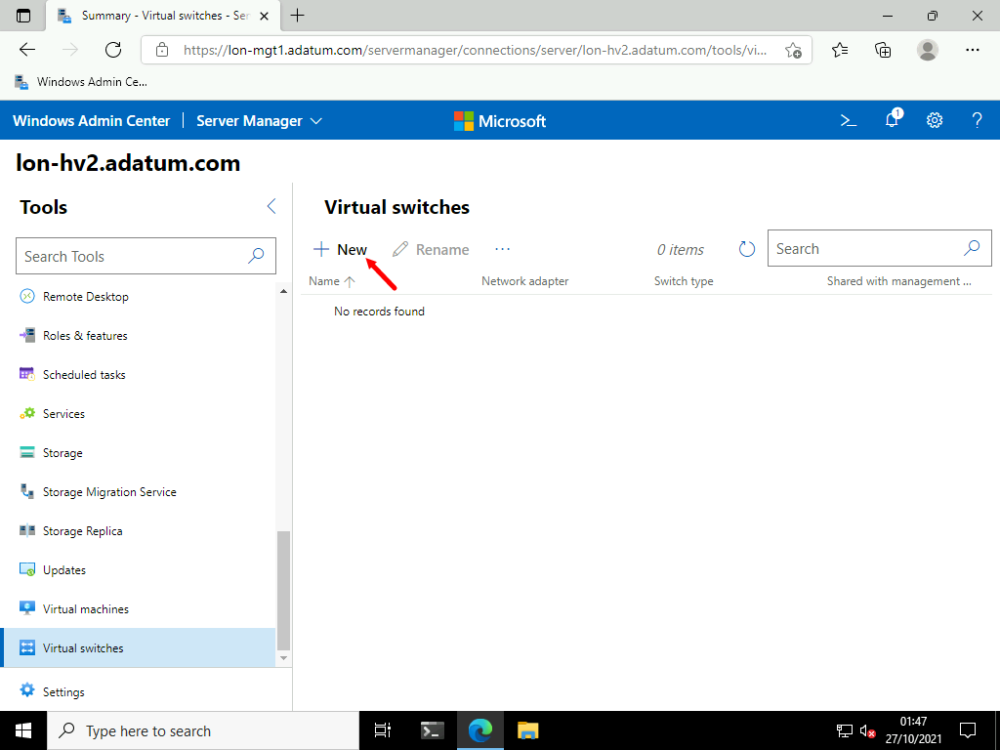 Summary - Virtual switches - Ser
https://lon-mgt1.adatum.com/servermanager/connections/server/lon-hv2.adatum.com/tools/vi...
Windows Admin Ce...
Windows Admin Center
Server Manager
Microsoft
1
?
lon-hv2.adatum.com
Tools
Search Tools
Remote Desktop
Roles & features
Scheduled tasks
Services
Storage
Storage Migration Service
Storage Replica
Updates
Virtual machines
Virtual switches
Settings
Virtual switches
New
Rename
0 items
Search
Name
Network adapter
Switch type
Shared with management ...
No records found
Type here to search
01:47
27/10/2021